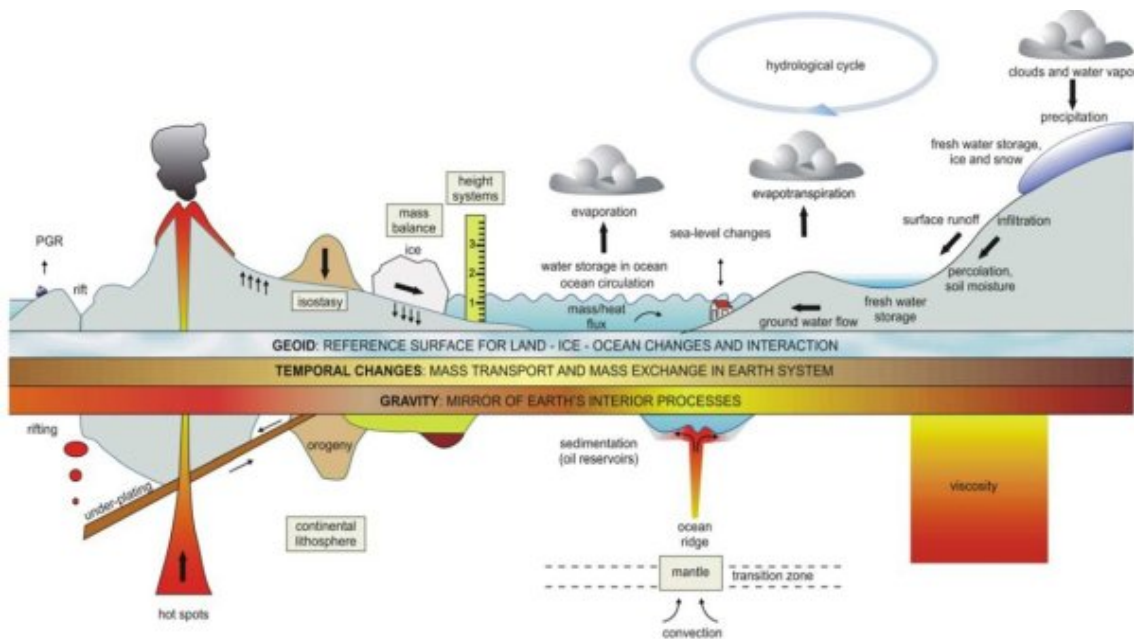 hydrological cycle
clouds and water vapo
precipitation
fresh water storage,
ice and snow
height
systems
mass
balance
evaporation
evapotranspiration
PGR
ice
3
2
1
sea-level changes
surface runoff
infiltration
rift
isostasy
water storage in ocean
ocean circulation
percolation,
soil moisture
mass/heat
flux
ground water flow
fresh water
storage
GEOID: REFERENCE SURFACE FOR LAND - ICE - OCEAN CHANGES AND INTERACTION
TEMPORAL CHANGES: MASS TRANSPORT AND MASS EXCHANGE IN EARTH SYSTEM
GRAVITY: MIRROR OF EARTH'S INTERIOR PROCESSES
rifting
orogeny
sedimentation
(oil reservoirs)
under-plating
viscosity
continental
lithosphere
ocean
ridge
mantle
transition zone
hot spots
convection